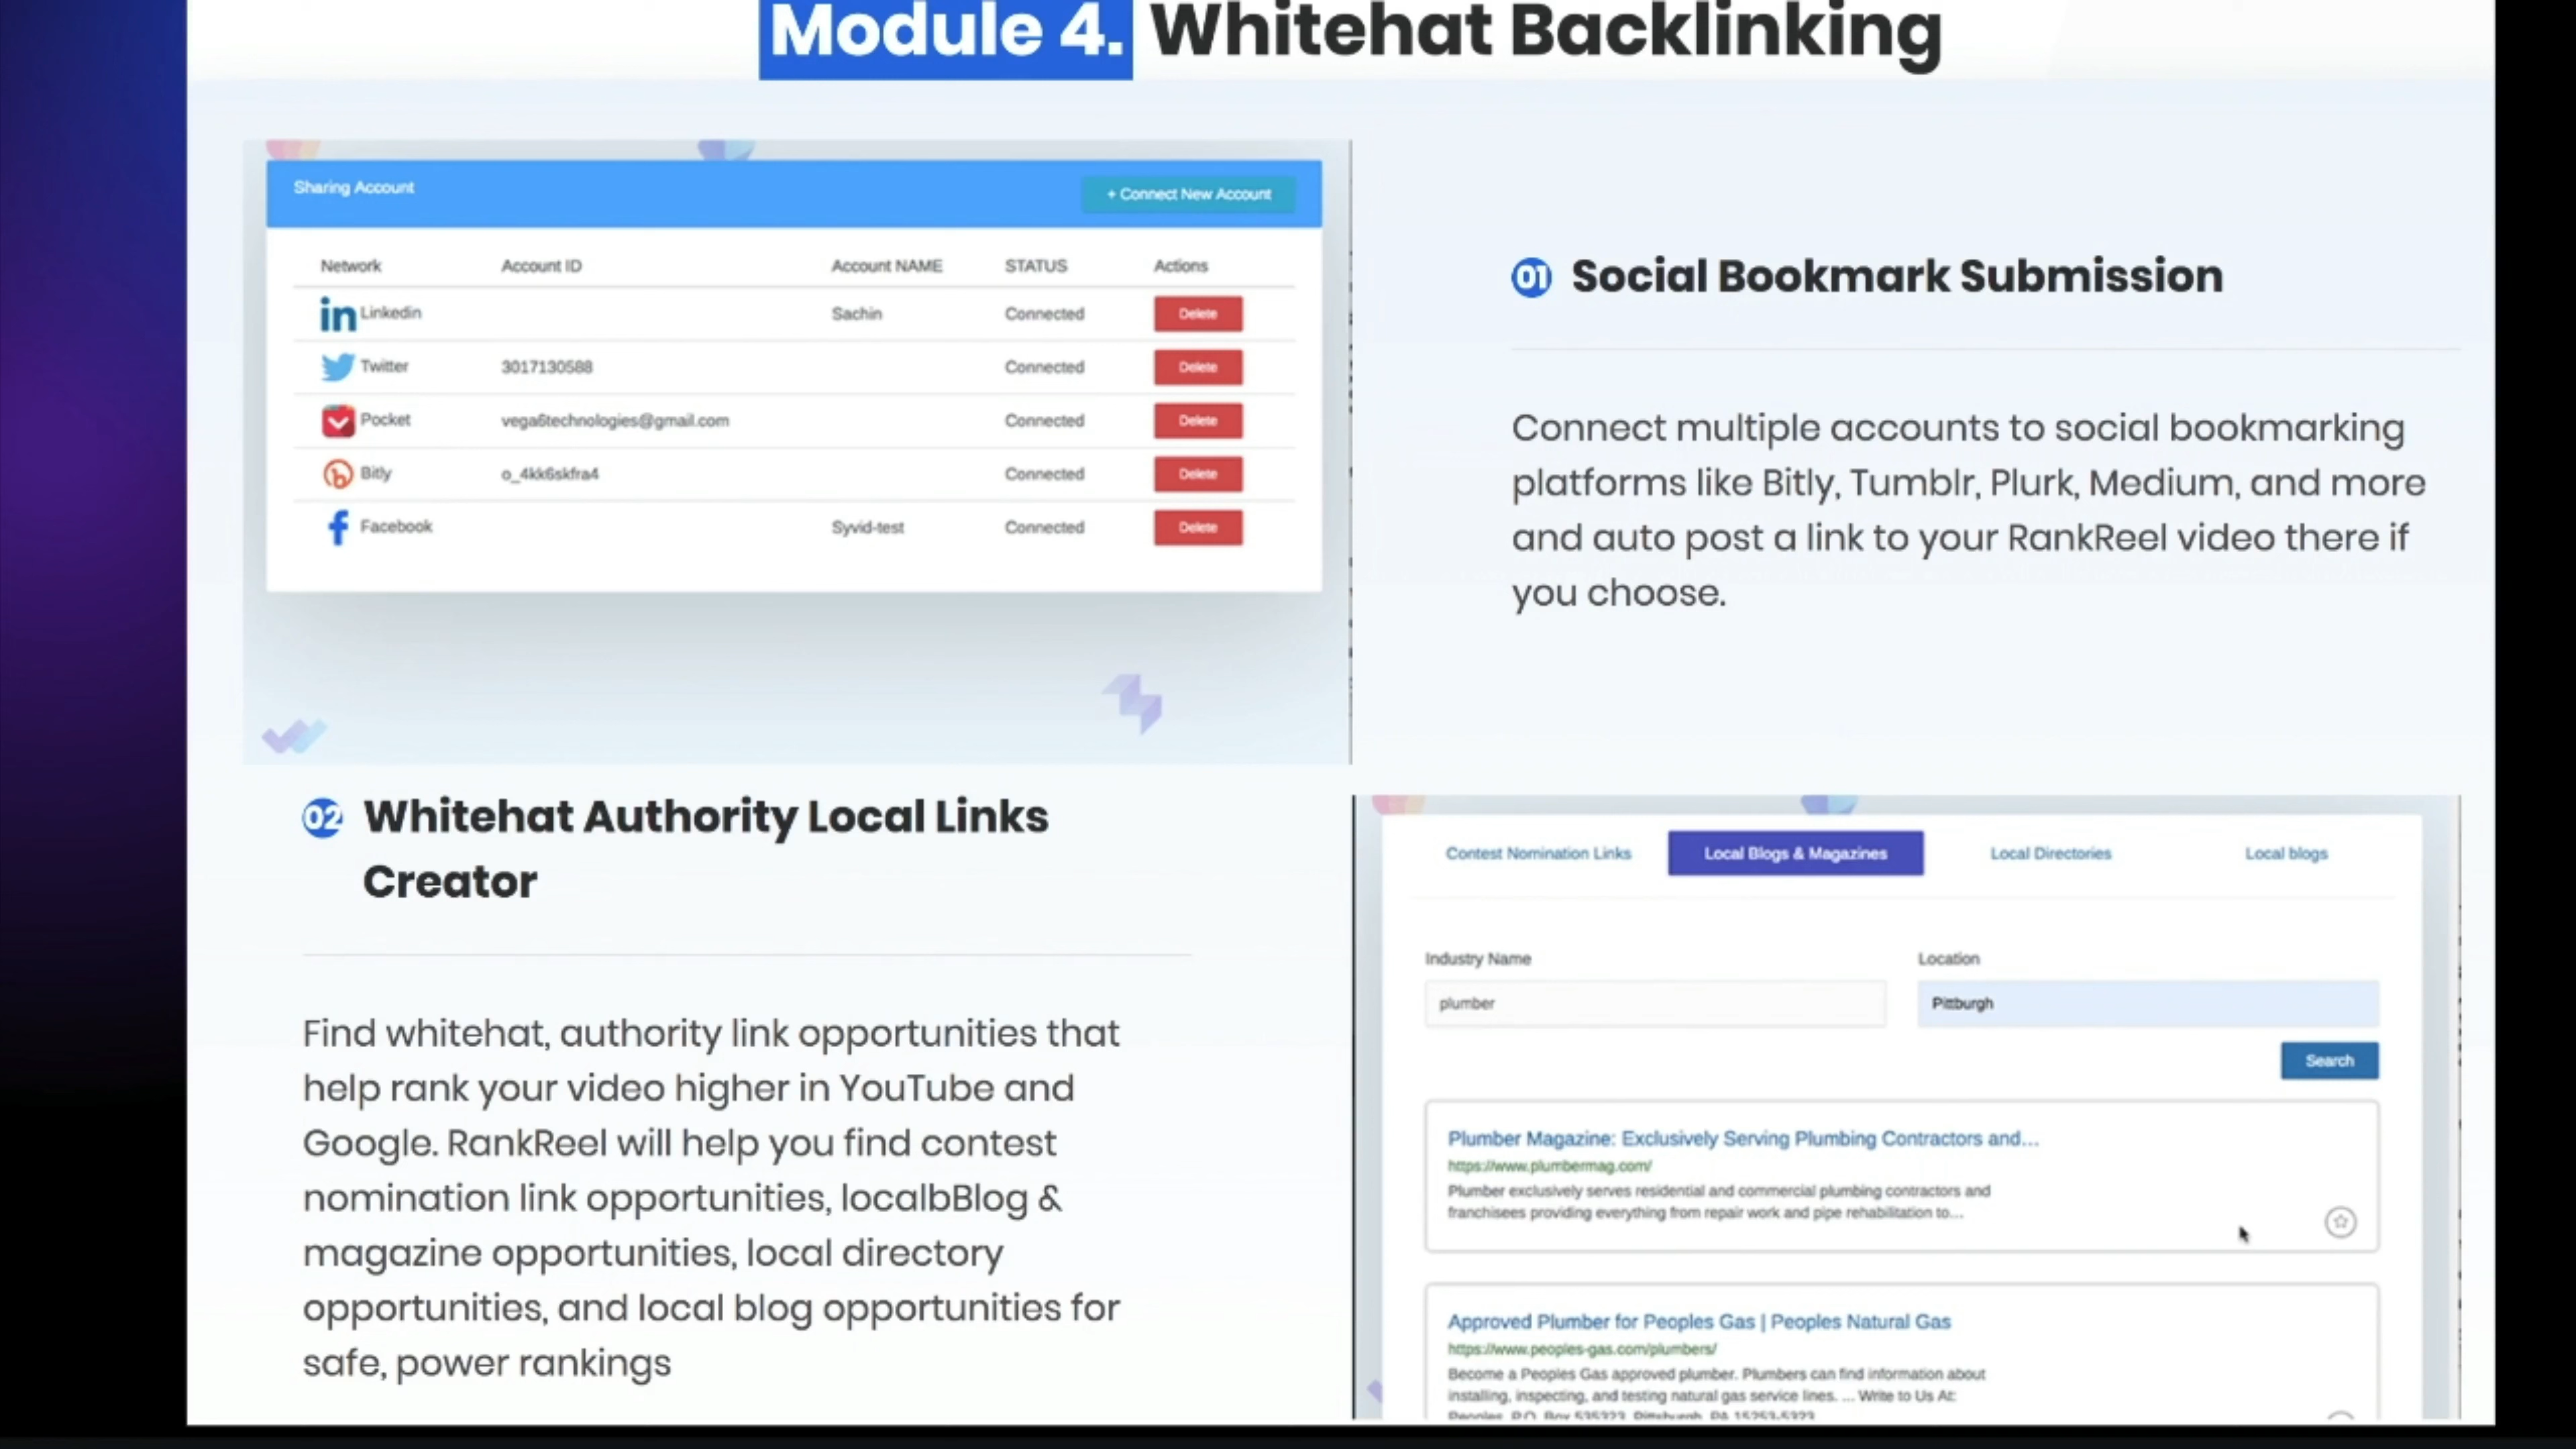 Module 4. Whitehat Backlinking
Sharing Account
+ Connect New Account
Network Account ID Account NAME STATUS Actions
Linkedin Sachin Connected Delete
Twitter 3017130588 Connected Delete
Pocket vega6technologies@gmail.com Connected Delete
Bitly o_4kk6skfra4 Connected Delete
Facebook Syvid-test Connected Delete
01 Social Bookmark Submission
Connect multiple accounts to social bookmarking
platforms like Bitly, Tumblr, Plurk, Medium, and more
and auto post a link to your RankReel video there if
you choose.
02 Whitehat Authority Local Links
Creator
Find whitehat, authority link opportunities that
help rank your video higher in YouTube and
Google. RankReel will help you find contest
nomination link opportunities, localbBlog &
magazine opportunities, local directory
opportunities, and local blog opportunities for
safe, power rankings
Contest Nomination Links Local Blogs & Magazines Local Directories Local blogs
Industry Name Location
plumber Pittburgh
Search
Plumber Magazine: Exclusively Serving Plumbing Contractors and...
https://www.plumbermag.com/
Plumber exclusively serves residential and commercial plumbing contractors and
franchisees providing everything from repair work and pipe rehabilitation to...
Approved Plumber for Peoples Gas | Peoples Natural Gas
https://www.peoples-gas.com/plumbers/
Become a Peoples Gas approved plumber. Plumbers can find information about
installing, inspecting, and testing natural gas service lines. ... Write to Us At:
Peoples, P.O. Box 535323, Pittsburgh, PA 15253-5323